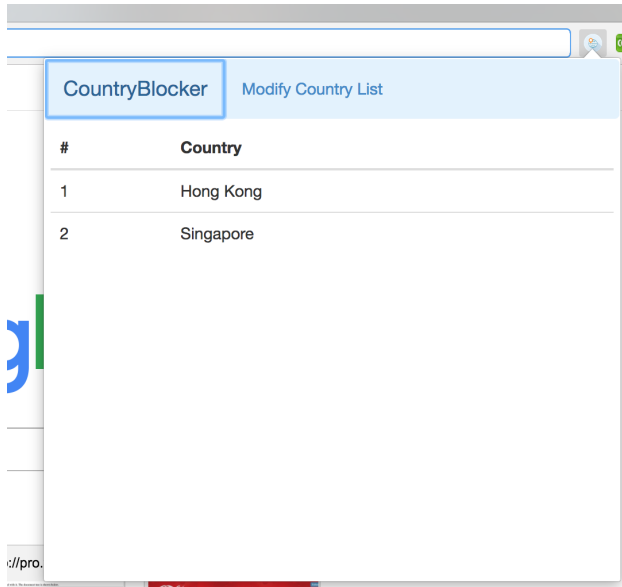 CountryBlocker Modify Country List
# Country
1 Hong Kong
2 Singapore
g
://pro.